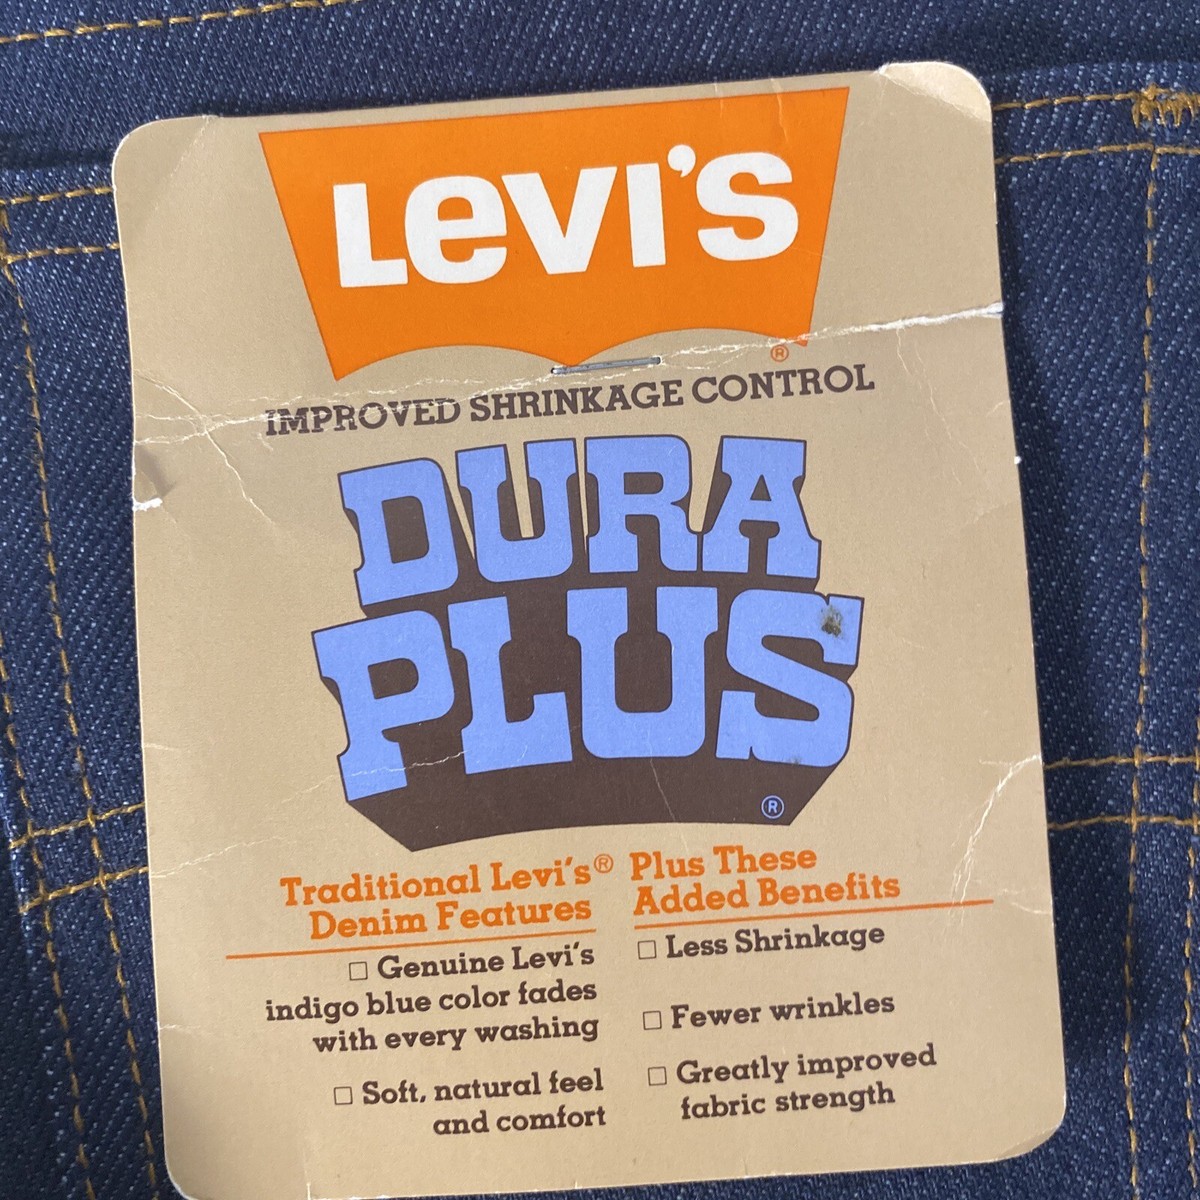 LEVI'S
®
IMPROVED SHRINKAGE CONTROL
DURA
PLUS
®
Traditional Levi's®
Denim Features
□ Genuine Levi's
indigo blue color fades
with every washing
□ Soft, natural feel
and comfort
Plus These
Added Benefits
□ Less Shrinkage
□ Fewer wrinkles
□ Greatly improved
fabric strength